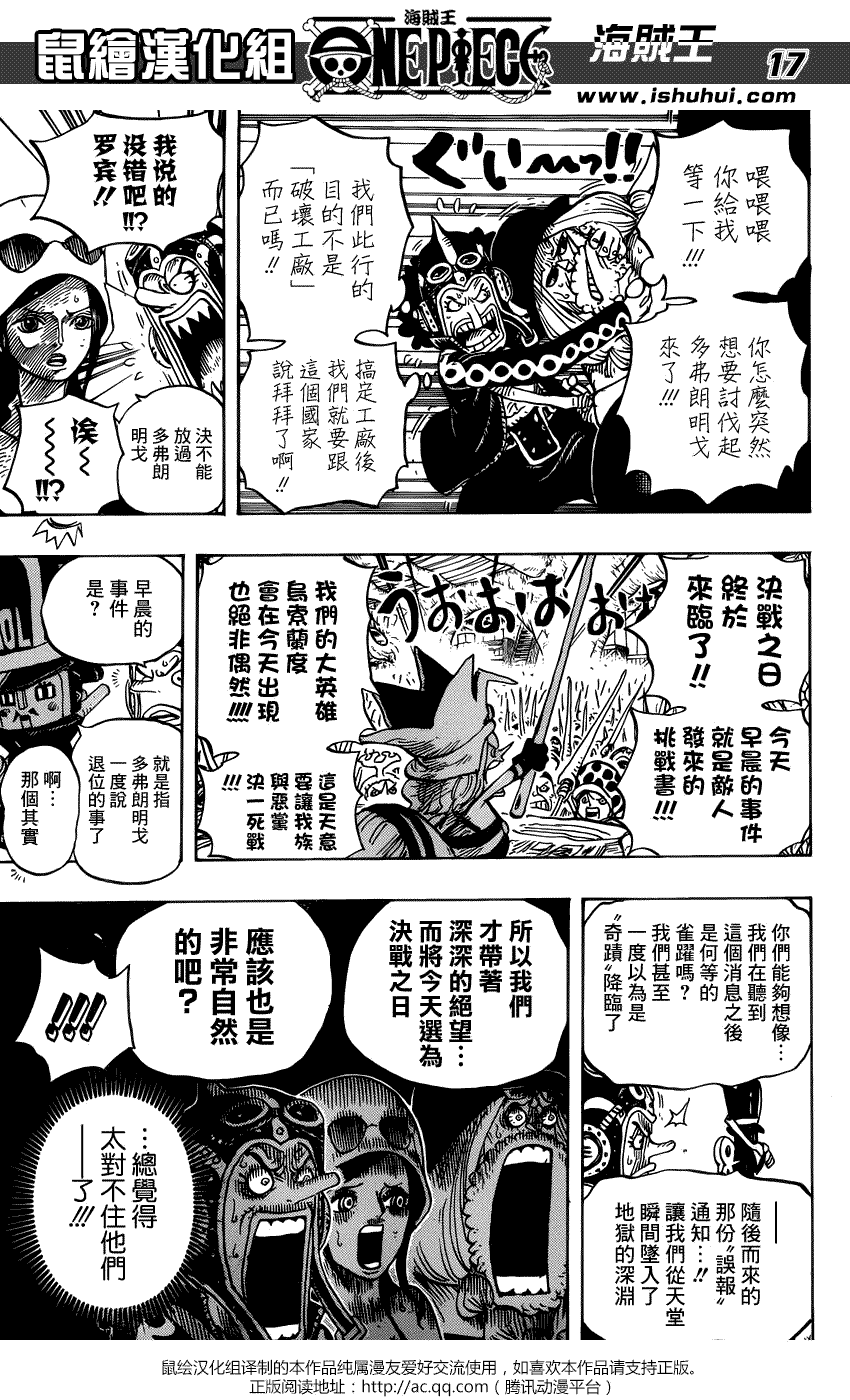 鼠繪漢化組
海賊王
ONE PIECE
海賊王
17
www.ishuhui.com
喂喂喂
你給我
等一下!!!
你怎麼突然
想要討伐起
多弗朗明戈
來了!!!
ぐい〜〜っ!!
我們此行的
目的不是
「破壞工廠」
而已嗎!!
搞定工廠後
我們就要跟
這個國家
說拜拜了啊!!
我说的
没错吧!!?
罗宾!!
決不能
放過
多弗朗
明戈
诶〜〜
〜〜!!?
決戰之日
終於
來臨了!!
今天
早晨的事件
就是敵人
發來的
挑戰書!!!
うおおおおお
我們的大英雄
烏索蘭度
會在今天出現
也絕非偶然!!!!
這是天意
要讓我族
與惡黨
決一死戰
!!!
早晨的
事件
是?
就是指
多弗朗明戈
一度說
退位的事了
啊…
那個其實
你們能夠想像…
我們在聽到
這個消息之後
是何等的
雀躍嗎?
我們甚至
一度以為是
“奇蹟”降臨了
——
隨後而來的
那份“誤報”
通知…!!
讓我們從天堂
瞬間墜入了
地獄的深淵
所以我們
才帶著
深深的絕望…
而將今天選為
決戰之日
應該也是
非常自然
的吧?
!!!
…總覺得
太對不住他們
——了!!!
鼠绘汉化组译制的本作品纯属漫友爱好交流使用，如喜欢本作品请支持正版。
正版阅读地址：http://ac.qq.com（腾讯动漫平台）